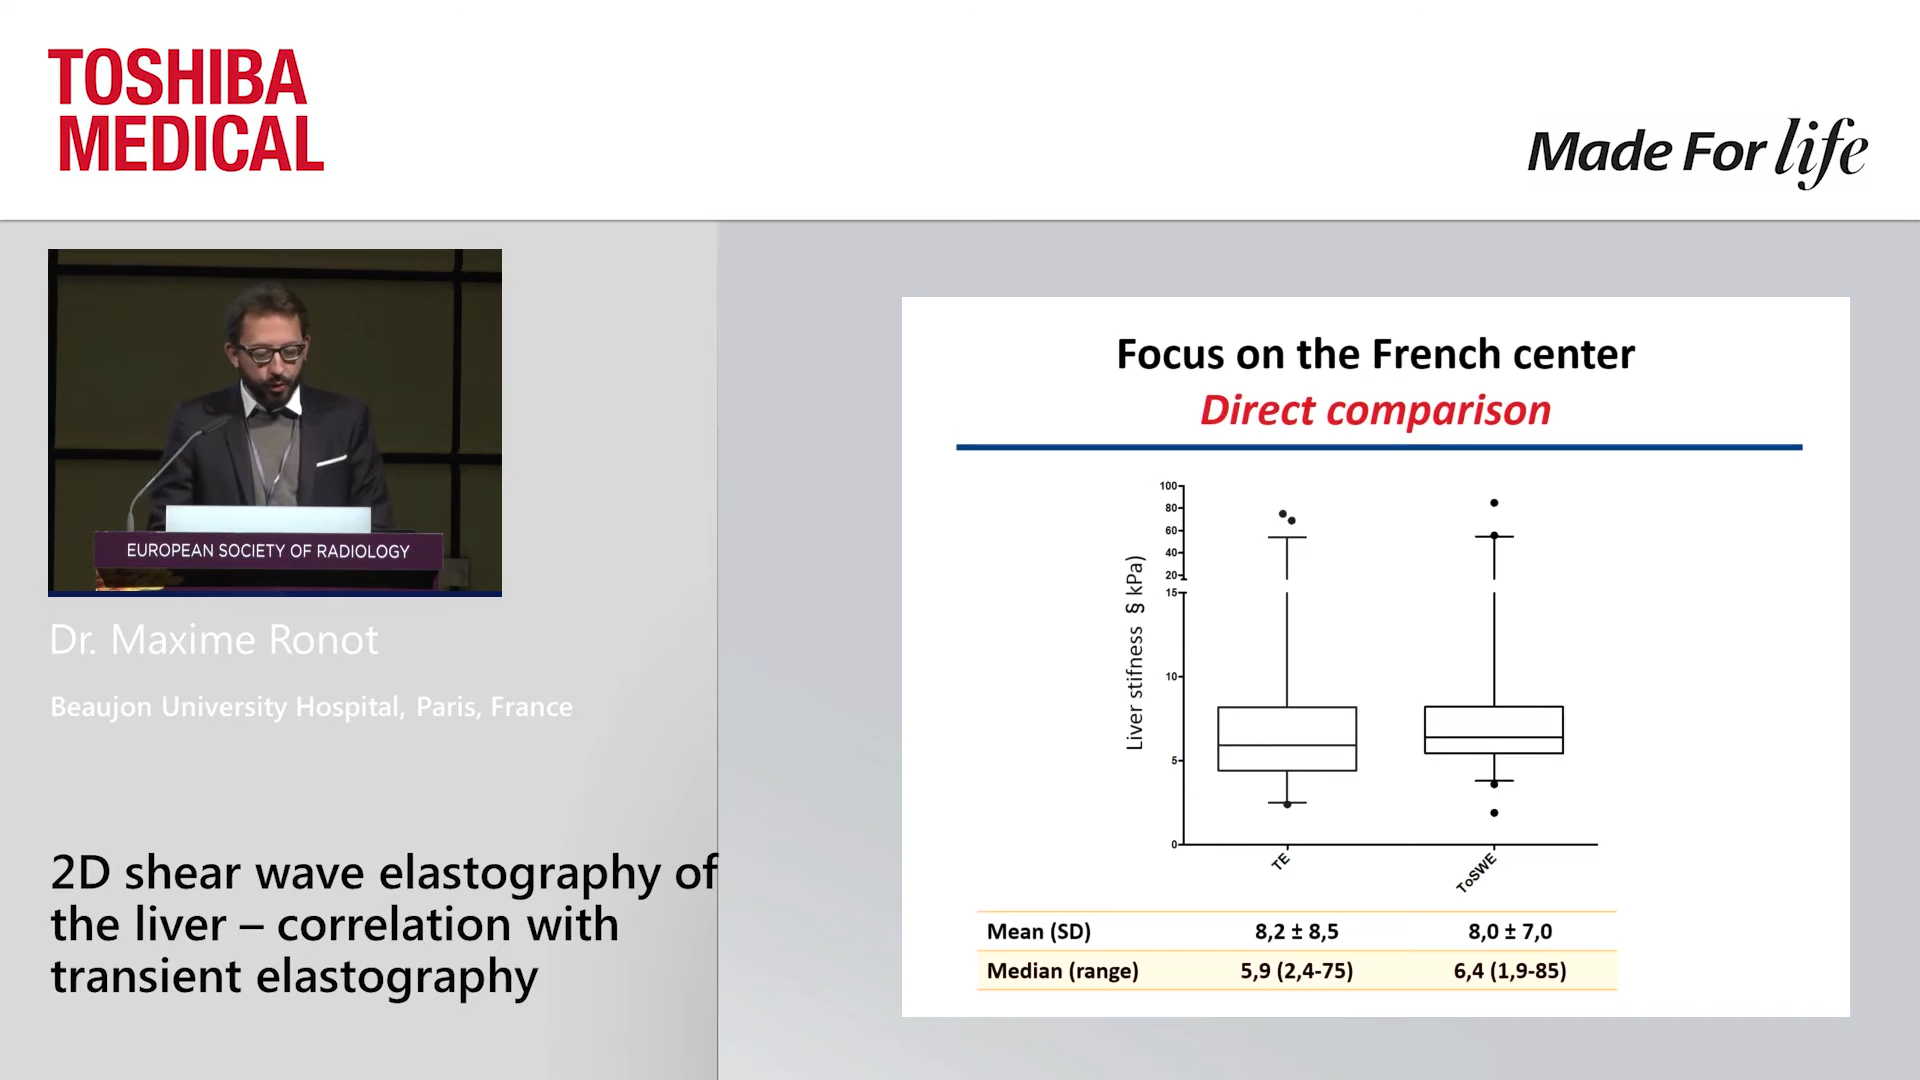 TOSHIBA
MEDICAL
Made For life
EUROPEAN SOCIETY OF RADIOLOGY
Dr. Maxime Ronot
Beaujon University Hospital, Paris, France
2D shear wave elastography of
the liver – correlation with
transient elastography
Focus on the French center
Direct comparison
Liver stifness § kPa)
100
80
60
40
20
15
10
5
0
TE
ToSWE
Mean (SD) 8,2 ± 8,5 8,0 ± 7,0
Median (range) 5,9 (2,4-75) 6,4 (1,9-85)